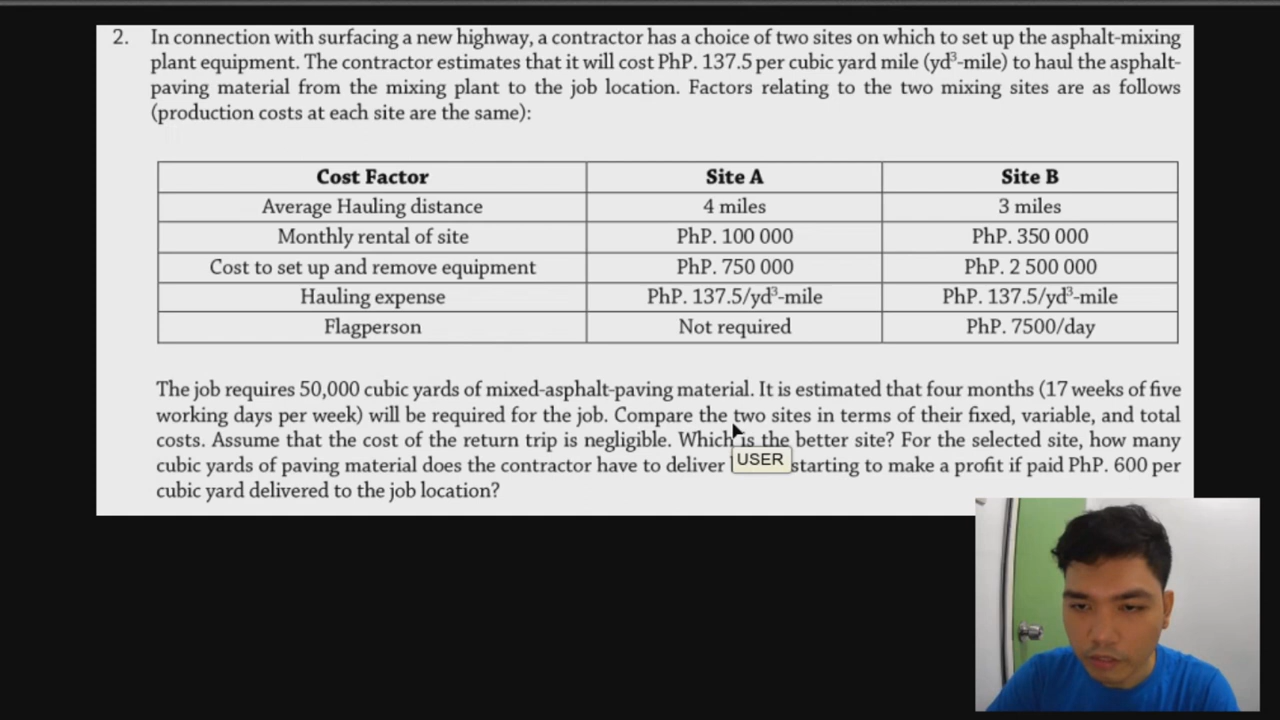 2. In connection with surfacing a new highway, a contractor has a choice of two sites on which to set up the asphalt-mixing
plant equipment. The contractor estimates that it will cost PhP. 137.5 per cubic yard mile (yd³-mile) to haul the asphalt-
paving material from the mixing plant to the job location. Factors relating to the two mixing sites are as follows
(production costs at each site are the same):
Cost Factor Site A Site B
Average Hauling distance 4 miles 3 miles
Monthly rental of site PhP. 100 000 PhP. 350 000
Cost to set up and remove equipment PhP. 750 000 PhP. 2 500 000
Hauling expense PhP. 137.5/yd³-mile PhP. 137.5/yd³-mile
Flagperson Not required PhP. 7500/day
The job requires 50,000 cubic yards of mixed-asphalt-paving material. It is estimated that four months (17 weeks of five
working days per week) will be required for the job. Compare the two sites in terms of their fixed, variable, and total
costs. Assume that the cost of the return trip is negligible. Which is the better site? For the selected site, how many
cubic yards of paving material does the contractor have to deliver starting to make a profit if paid PhP. 600 per
USER
cubic yard delivered to the job location?